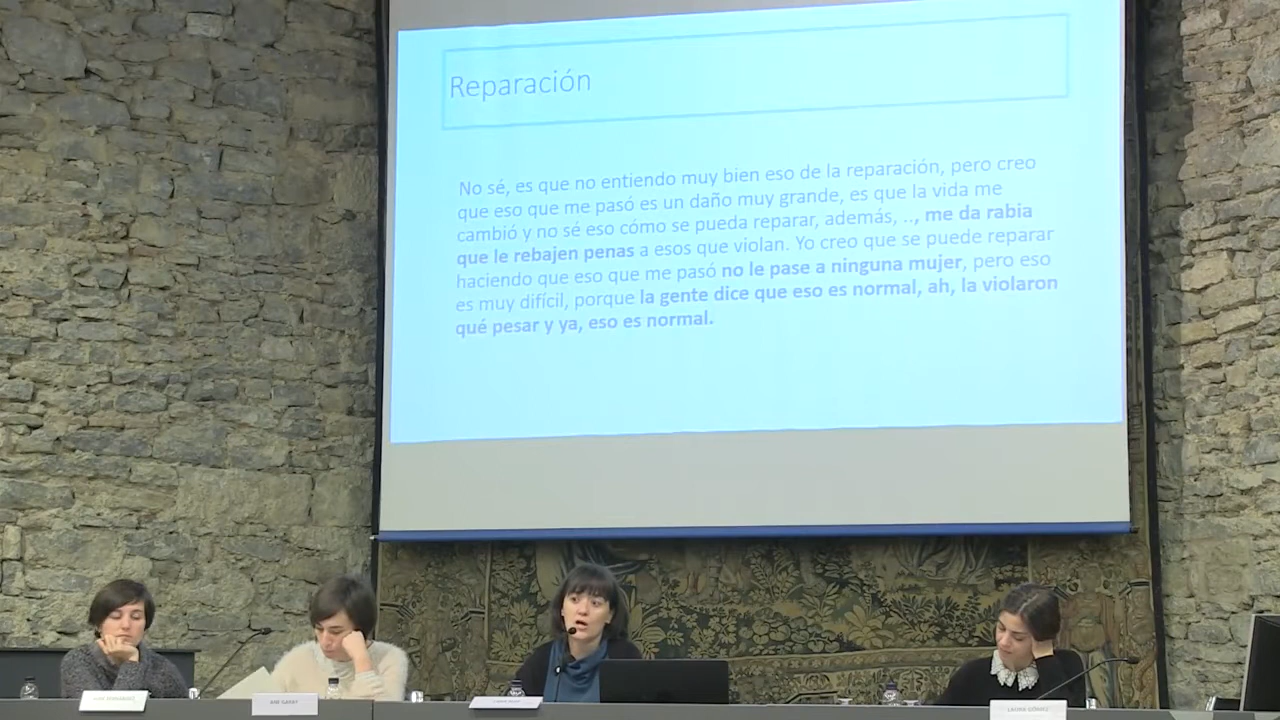 Reparación
No sé, es que no entiendo muy bien eso de la reparación, pero creo
que eso que me pasó es un daño muy grande, es que la vida me
cambió y no sé eso cómo se pueda reparar, además, .., me da rabia
que le rebajen penas a esos que violan. Yo creo que se puede reparar
haciendo que eso que me pasó no le pase a ninguna mujer, pero eso
es muy difícil, porque la gente dice que eso es normal, ah, la violaron
qué pesar y ya, eso es normal.
LAURA GÓMEZ